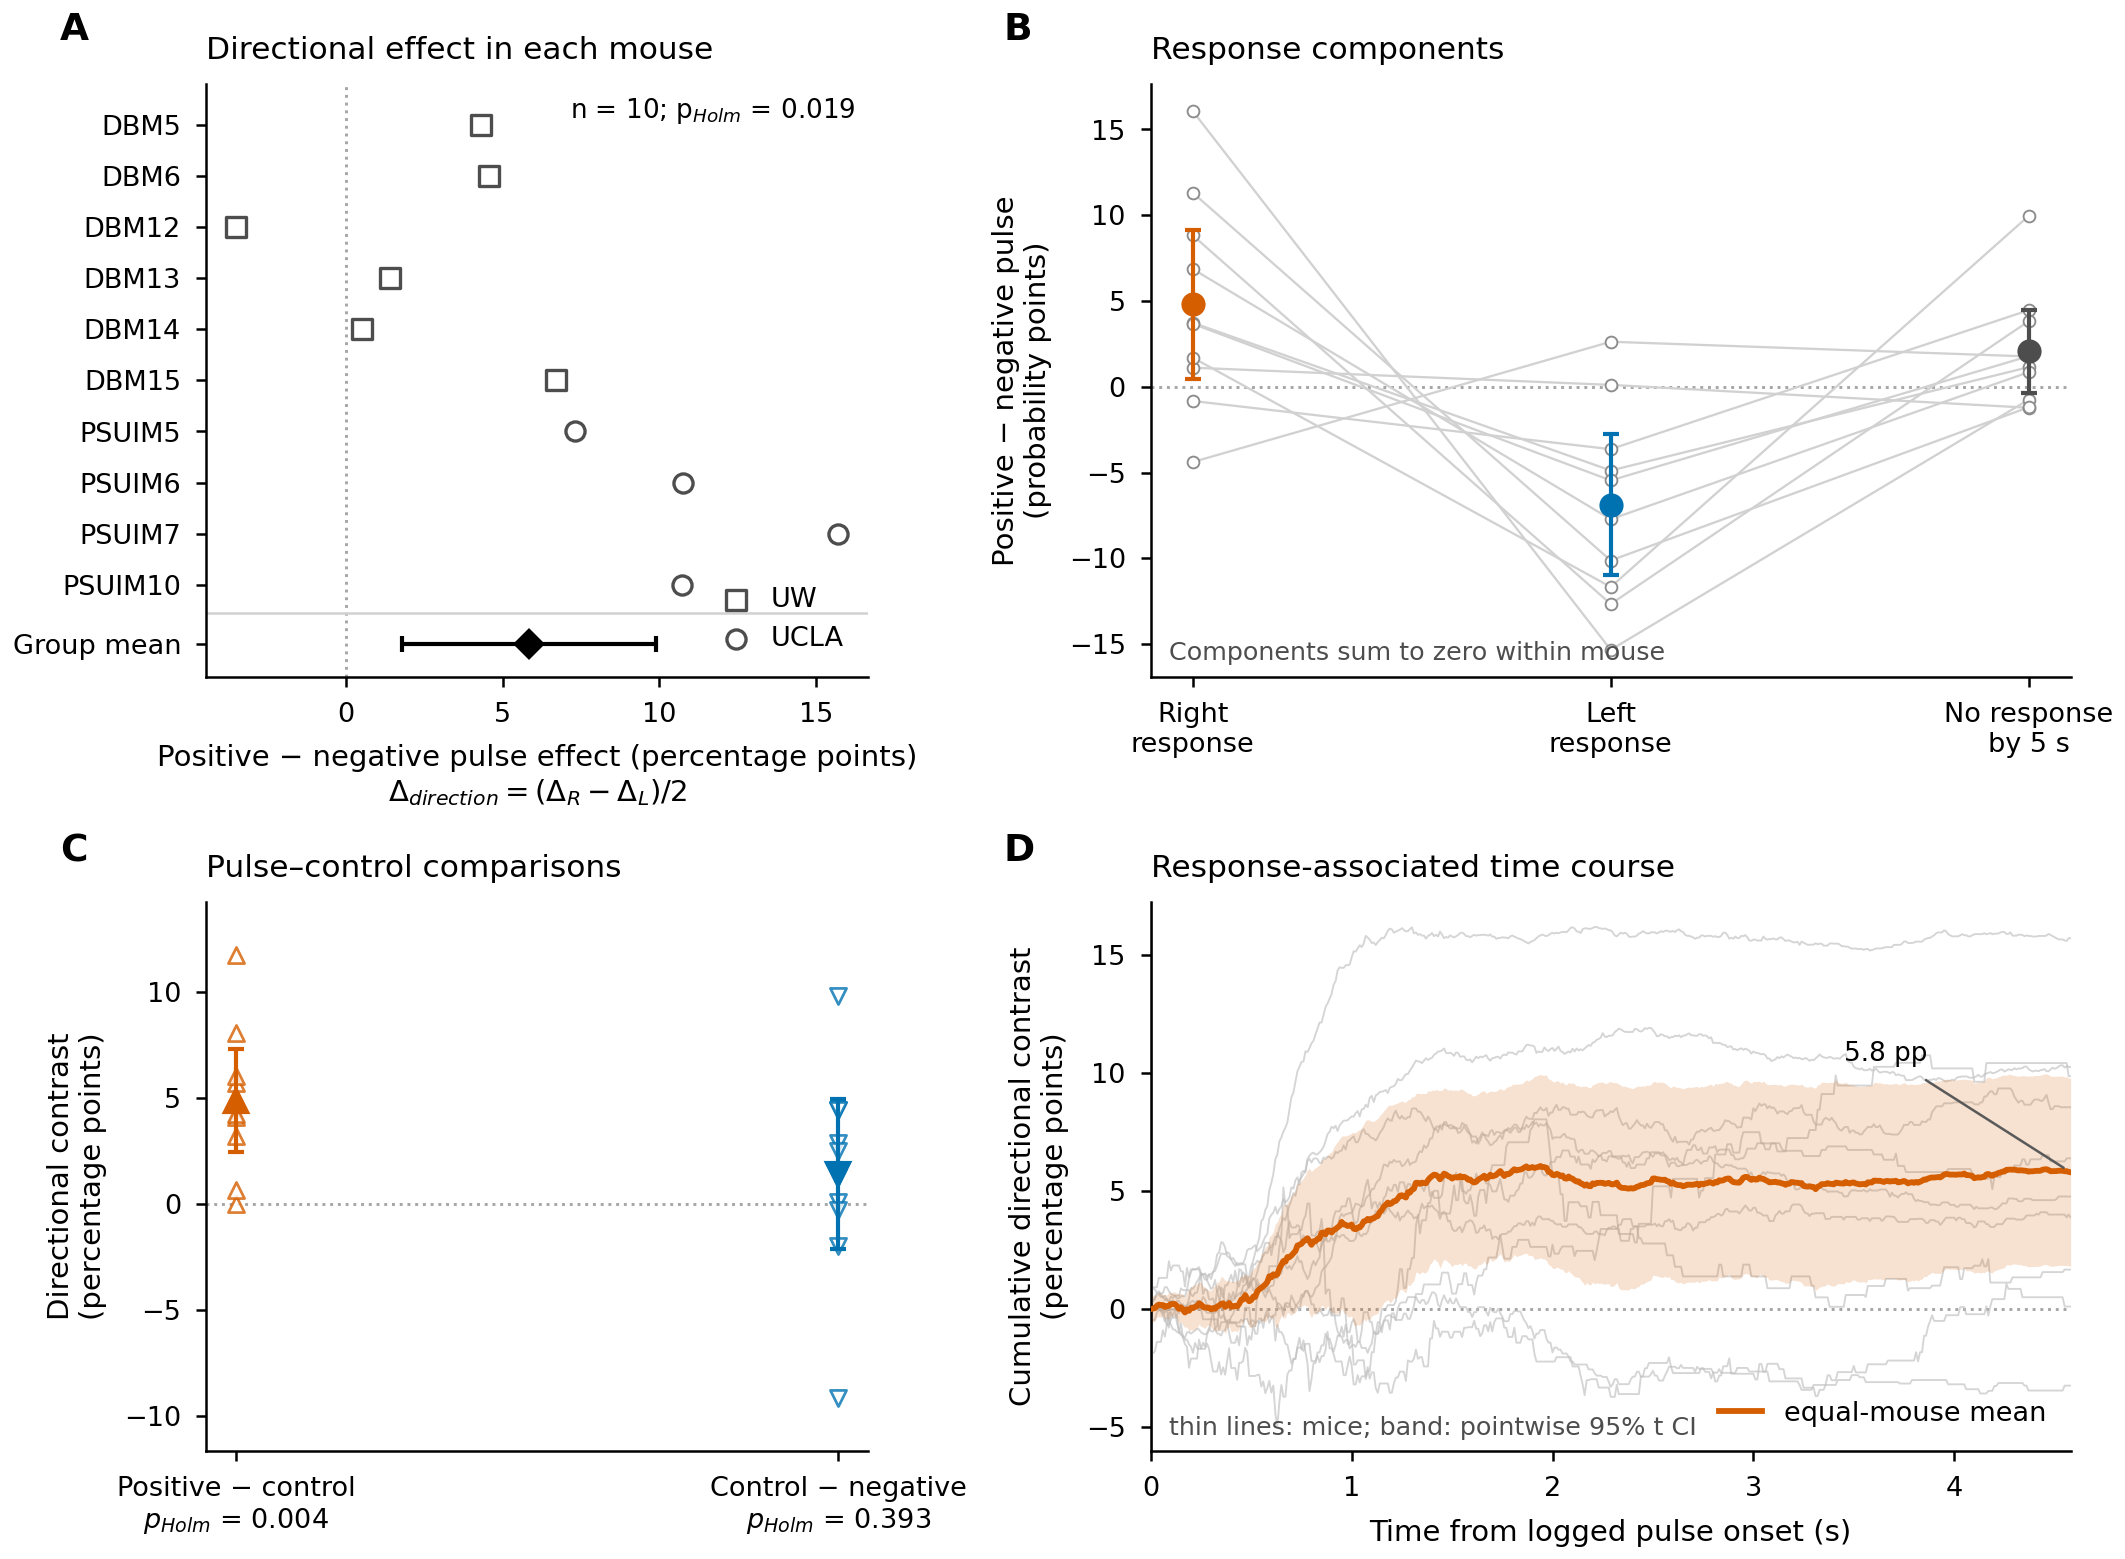 A
Directional effect in each mouse
n = 10; pHolm = 0.019
DBM5
DBM6
DBM12
DBM13
DBM14
DBM15
PSUIM5
PSUIM6
PSUIM7
PSUIM10
Group mean
UW
UCLA
0 5 10 15
Positive − negative pulse effect (percentage points)
Δdirection = (ΔR − ΔL)/2
B
Response components
Positive − negative pulse
(probability points)
15
10
5
0
−5
−10
−15
Components sum to zero within mouse
Right
response
Left
response
No response
by 5 s
C
Pulse–control comparisons
Directional contrast
(percentage points)
10
5
0
−5
−10
Positive − control
pHolm = 0.004
Control − negative
pHolm = 0.393
D
Response-associated time course
Cumulative directional contrast
(percentage points)
15
10
5
0
−5
5.8 pp
thin lines: mice; band: pointwise 95% t CI
equal-mouse mean
0 1 2 3 4
Time from logged pulse onset (s)